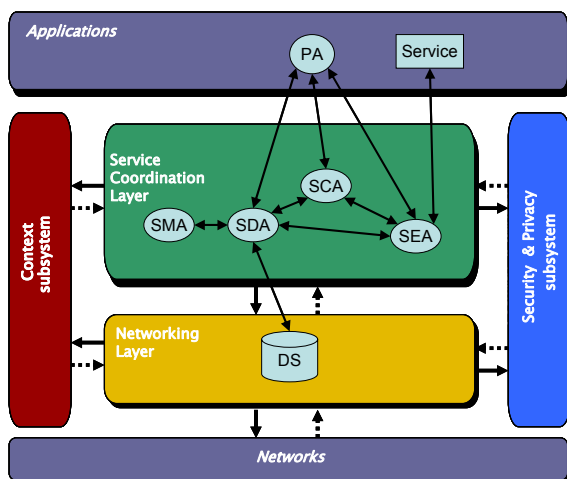 Applications
PA
Service
Service
Coordination
Layer
SCA
SMA
SDA
SEA
Context
subsystem
Security & Privacy
subsystem
Networking
Layer
DS
Networks